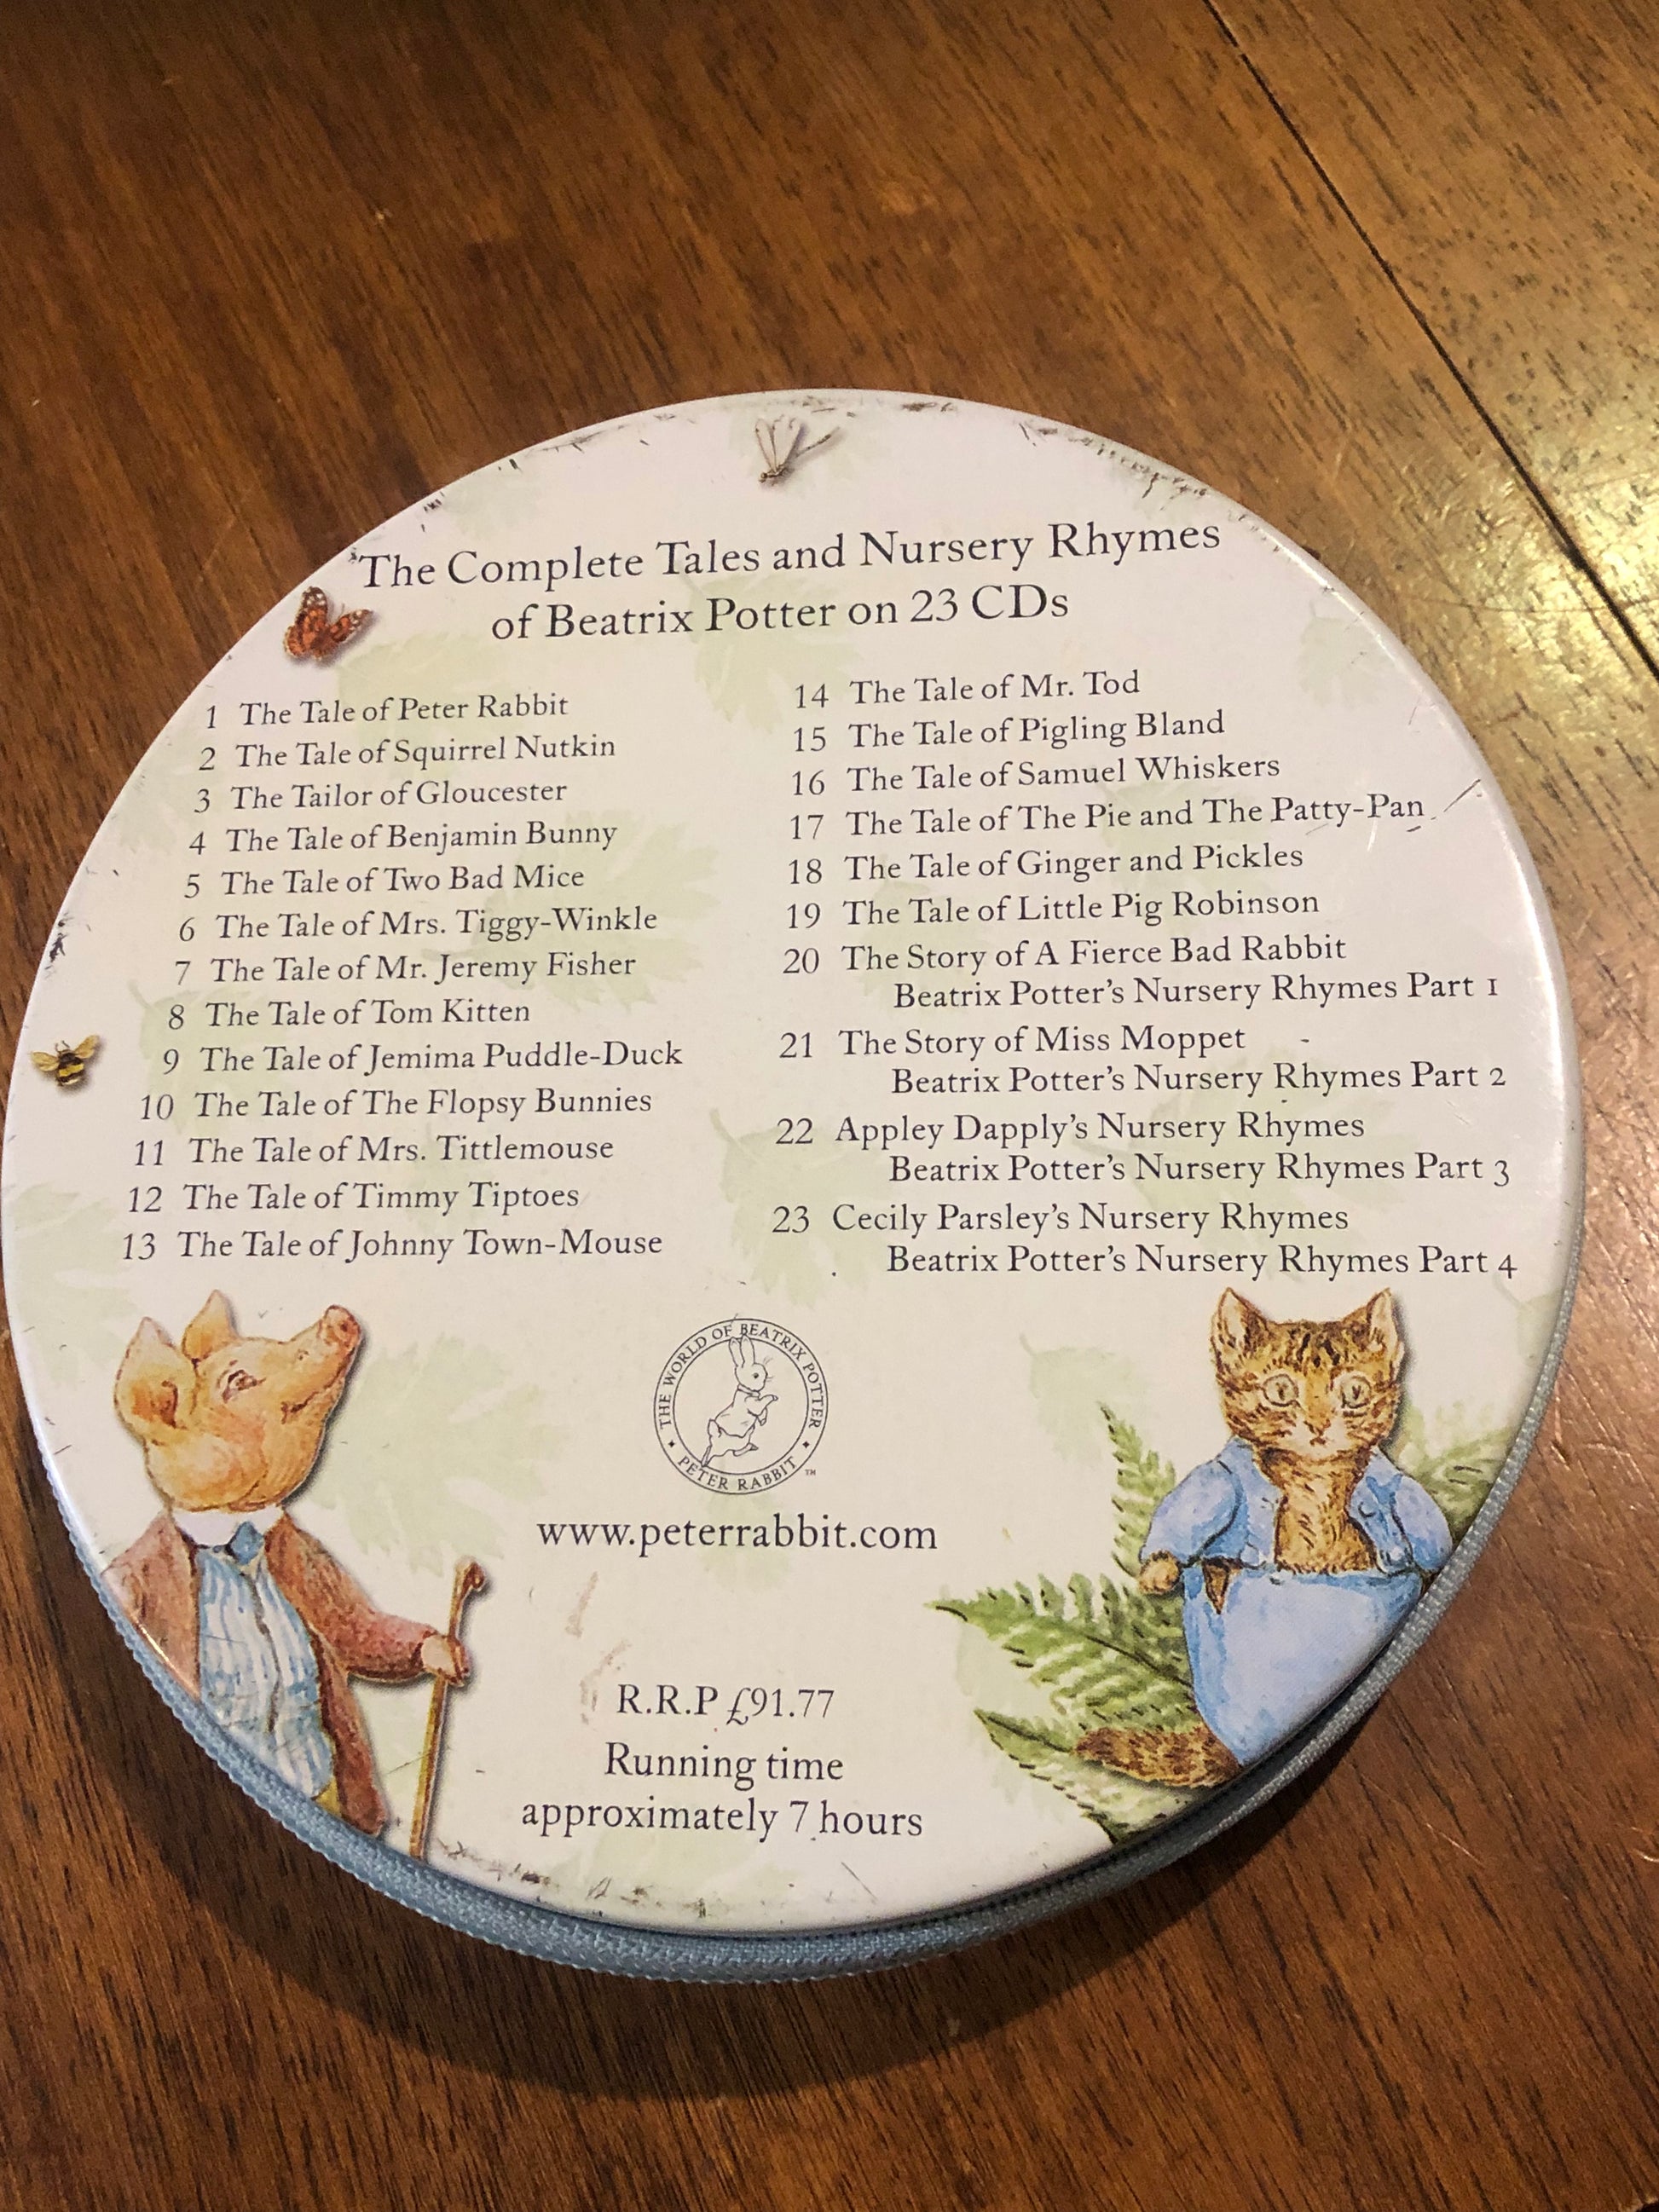 The Complete Tales and Nursery Rhymes
of Beatrix Potter on 23 CDs
1 The Tale of Peter Rabbit
2 The Tale of Squirrel Nutkin
3 The Tailor of Gloucester
4 The Tale of Benjamin Bunny
5 The Tale of Two Bad Mice
6 The Tale of Mrs. Tiggy-Winkle
7 The Tale of Mr. Jeremy Fisher
8 The Tale of Tom Kitten
9 The Tale of Jemima Puddle-Duck
10 The Tale of The Flopsy Bunnies
11 The Tale of Mrs. Tittlemouse
12 The Tale of Timmy Tiptoes
13 The Tale of Johnny Town-Mouse
14 The Tale of Mr. Tod
15 The Tale of Pigling Bland
16 The Tale of Samuel Whiskers
17 The Tale of The Pie and The Patty-Pan
18 The Tale of Ginger and Pickles
19 The Tale of Little Pig Robinson
20 The Story of A Fierce Bad Rabbit
Beatrix Potter's Nursery Rhymes Part 1
21 The Story of Miss Moppet
Beatrix Potter's Nursery Rhymes Part 2
22 Appley Dapply's Nursery Rhymes
Beatrix Potter's Nursery Rhymes Part 3
23 Cecily Parsley's Nursery Rhymes
Beatrix Potter's Nursery Rhymes Part 4
THE WORLD OF BEATRIX POTTER
PETER RABBIT ™
www.peterrabbit.com
R.R.P £91.77
Running time
approximately 7 hours